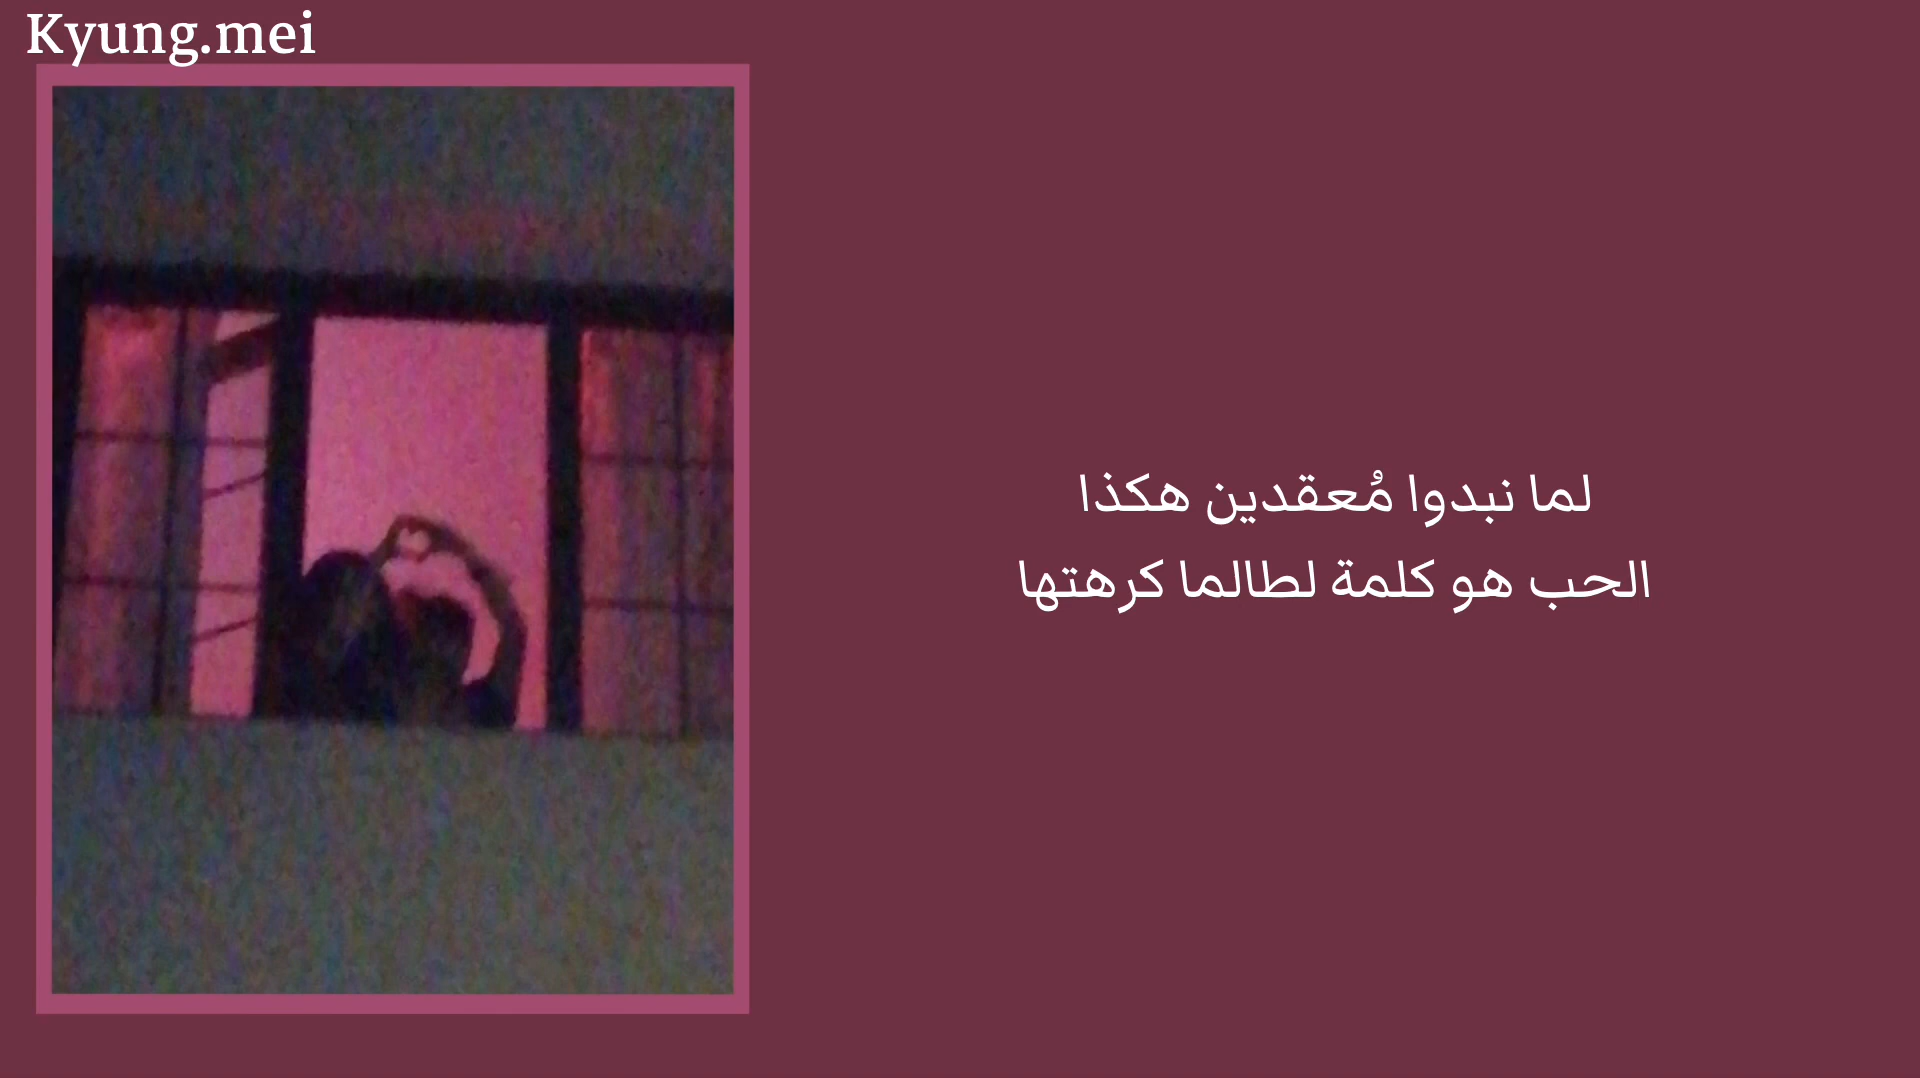 Kyung.mei
لما نبدوا مُعقدين هكذا
الحب هو كلمة لطالما كرهتها